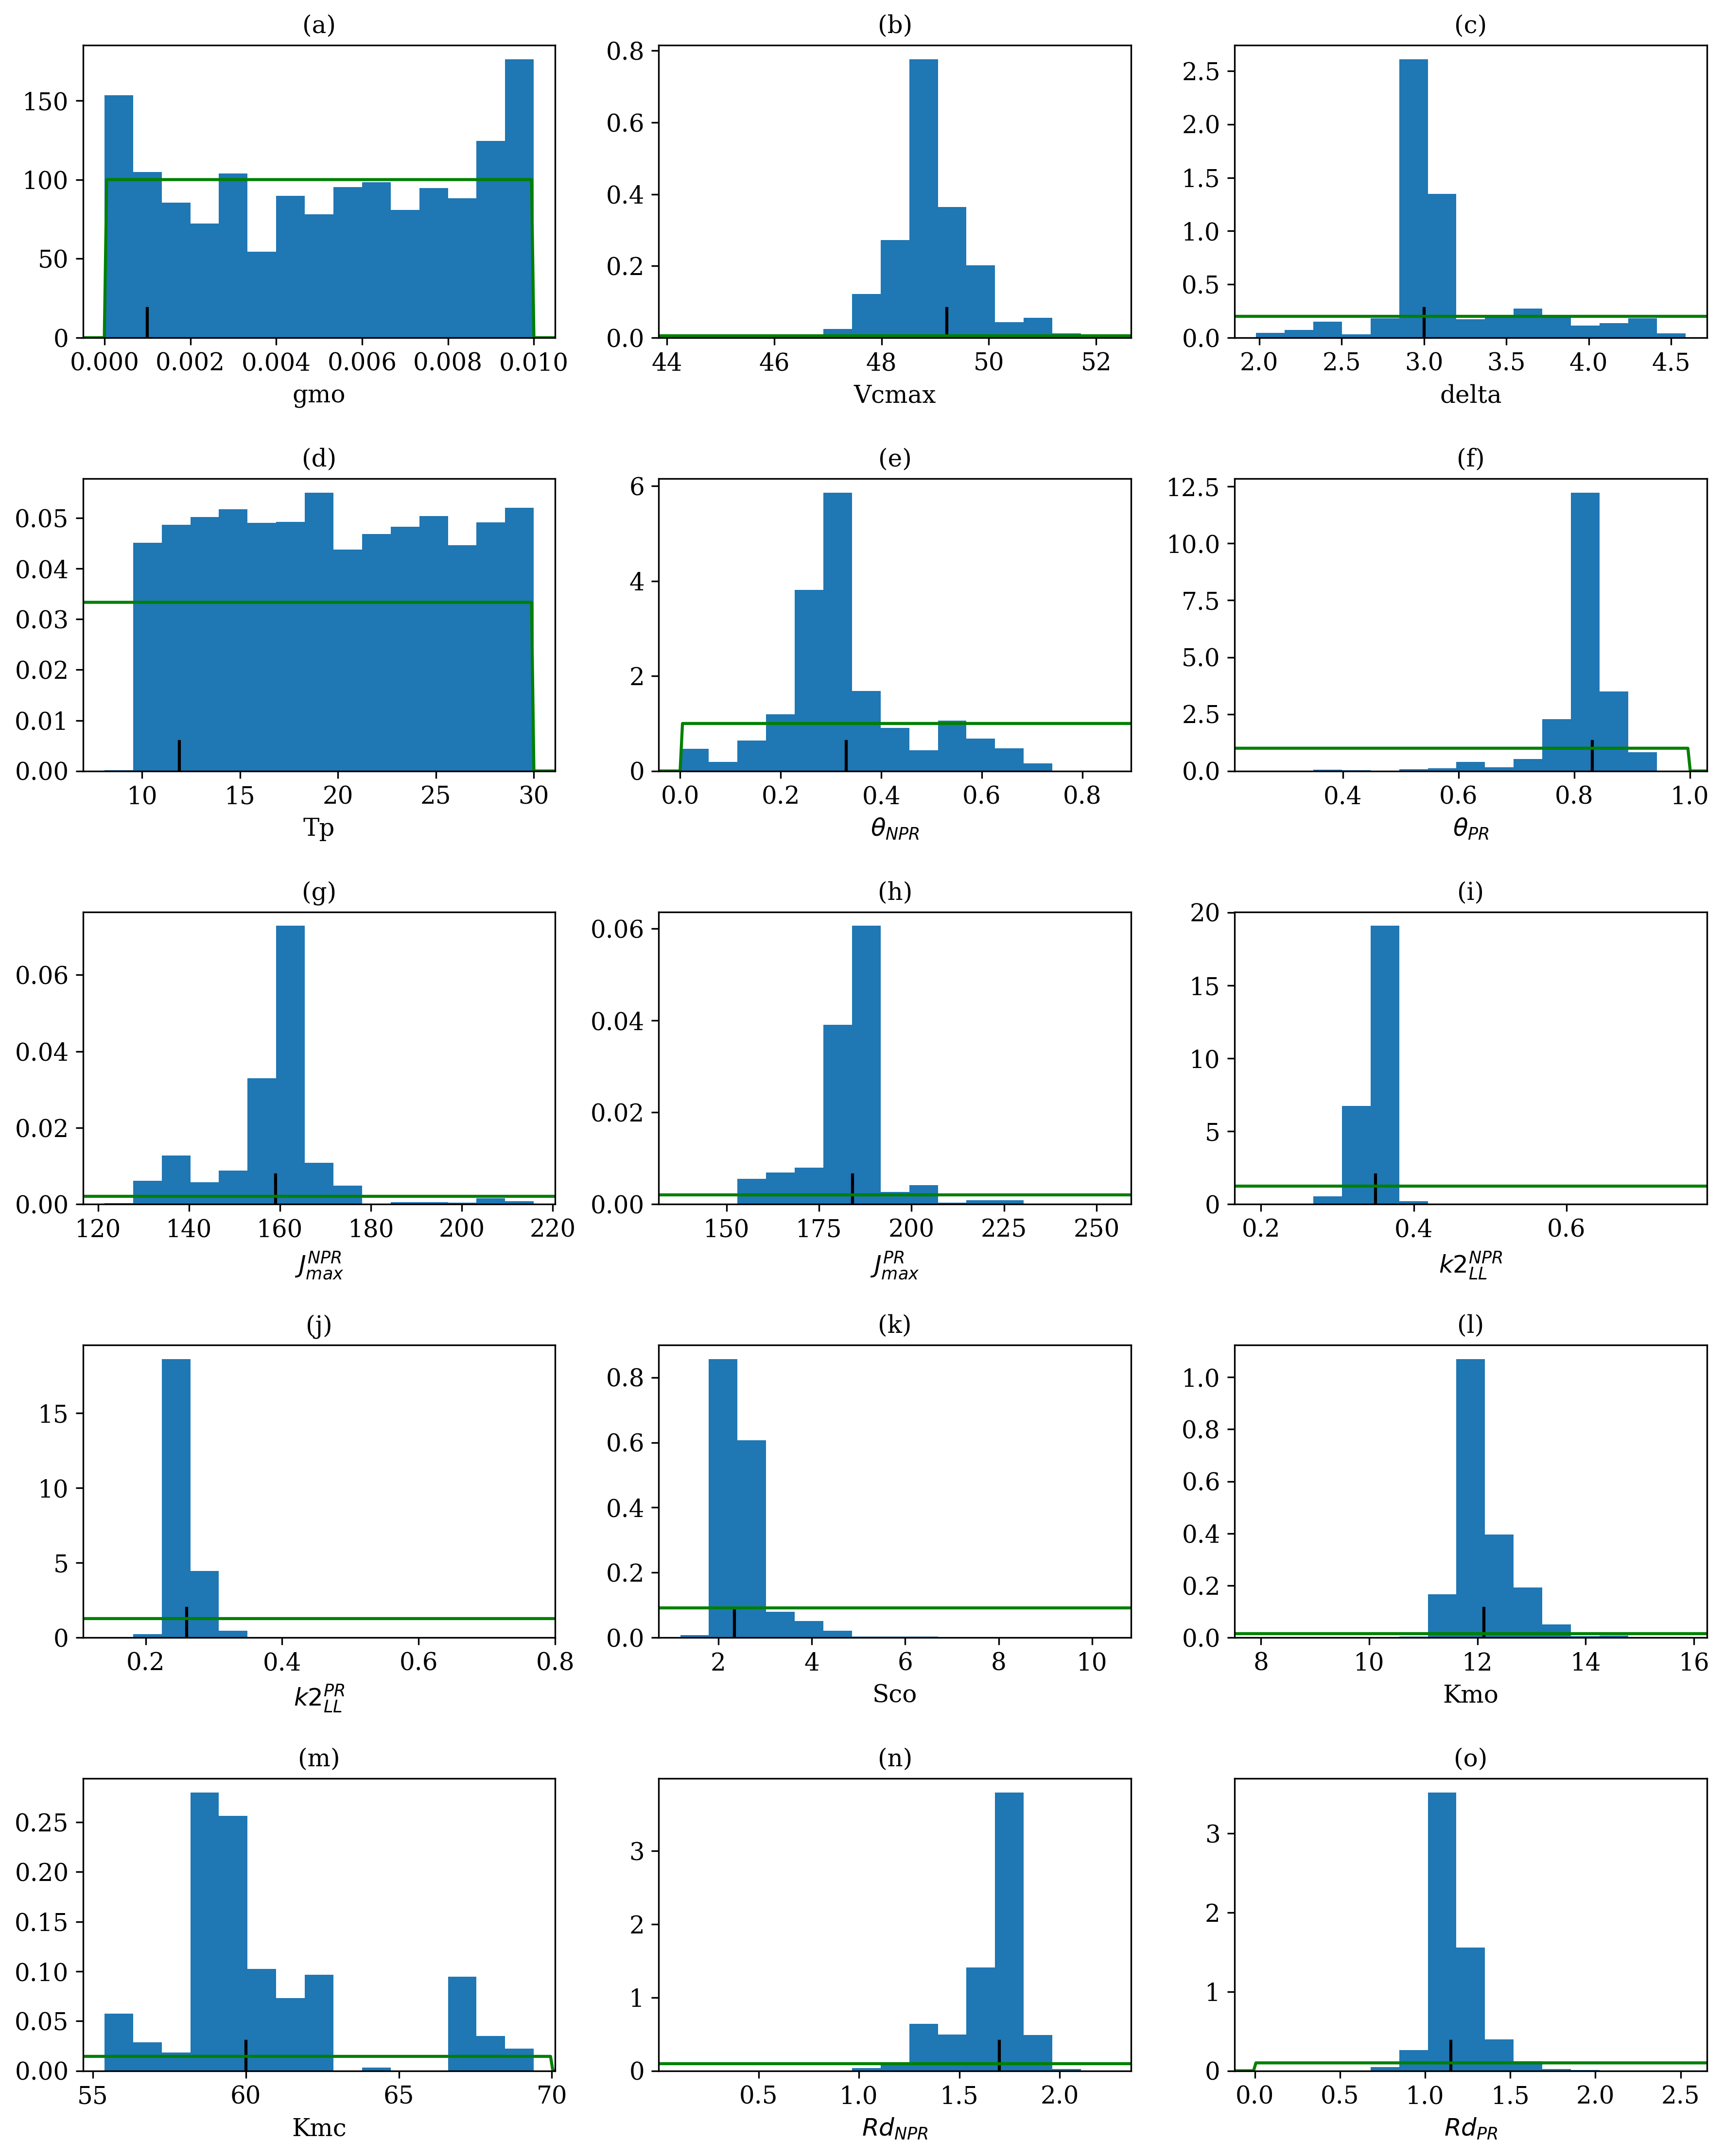 (a) (b) (c)
150 100 50 0
0.8 0.6 0.4 0.2 0.0
2.5 2.0 1.5 1.0 0.5 0.0
0.000 0.002 0.004 0.006 0.008 0.010
44 46 48 50 52
2.0 2.5 3.0 3.5 4.0 4.5
gmo Vcmax delta
(d) (e) (f)
0.05 0.04 0.03 0.02 0.01 0.00
6 4 2 0
12.5 10.0 7.5 5.0 2.5 0.0
10 15 20 25 30
0.0 0.2 0.4 0.6 0.8
0.4 0.6 0.8 1.0
Tp θNPR θPR
(g) (h) (i)
0.06 0.04 0.02 0.00
0.06 0.04 0.02 0.00
20 15 10 5 0
120 140 160 180 200 220
150 175 200 225 250
0.2 0.4 0.6
J NPR max J PR max k2 NPR LL
(j) (k) (l)
15 10 5 0
0.8 0.6 0.4 0.2 0.0
1.0 0.8 0.6 0.4 0.2 0.0
0.2 0.4 0.6 0.8
2 4 6 8 10
8 10 12 14 16
k2 PR LL Sco Kmo
(m) (n) (o)
0.25 0.20 0.15 0.10 0.05 0.00
3 2 1 0
3 2 1 0
55 60 65 70
0.5 1.0 1.5 2.0
0.0 0.5 1.0 1.5 2.0 2.5
Kmc RdNPR RdPR